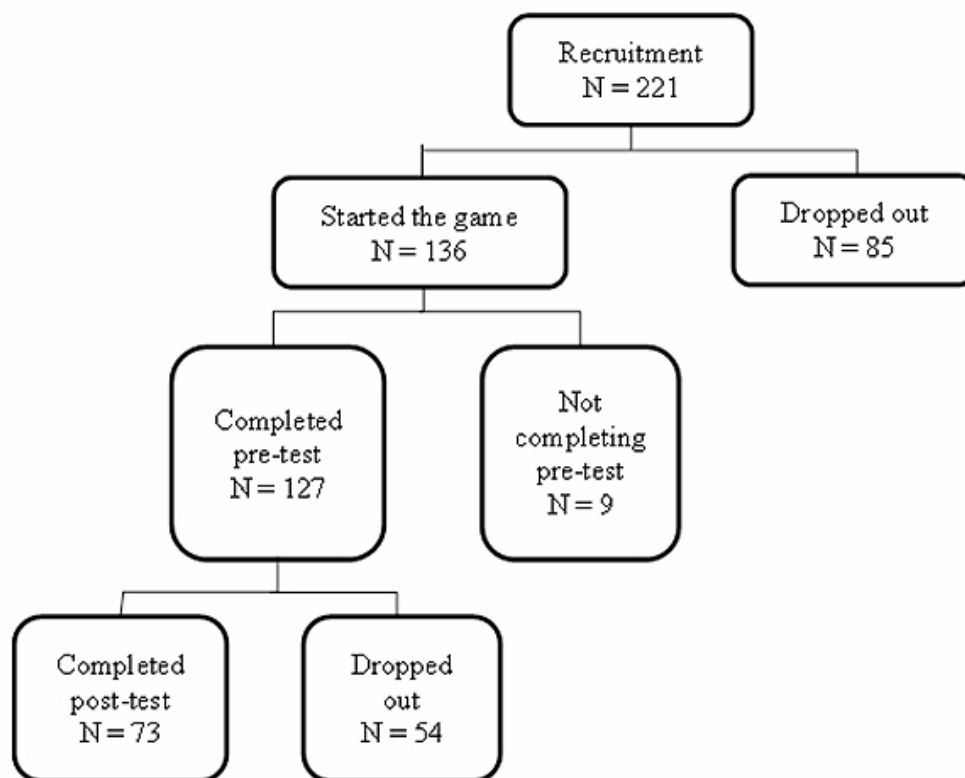 Recruitment
N = 221
Started the game
N = 136
Dropped out
N = 85
Completed
pre-test
N = 127
Not
completing
pre-test
N = 9
Completed
post-test
N = 73
Dropped
out
N = 54